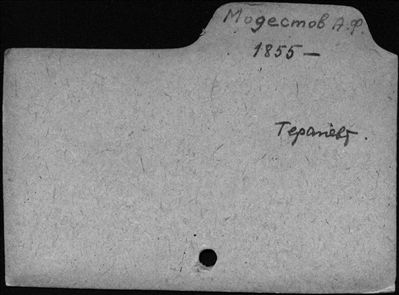 Модестов А.Ф.
1855 —
Терапевт.